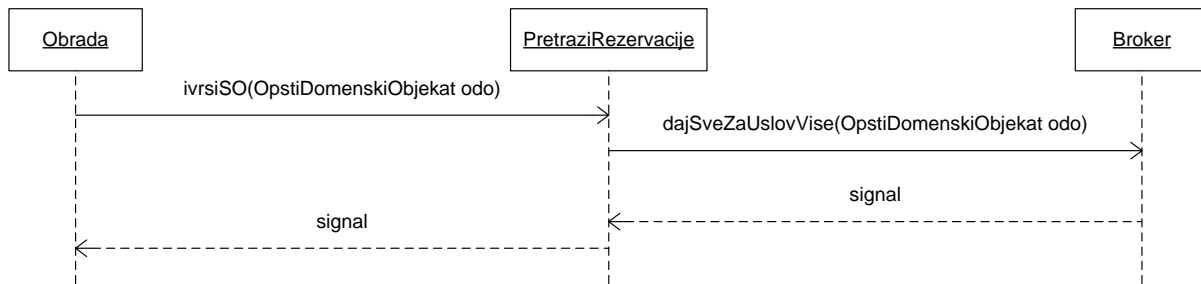 Obrada
PretraziRezervacije
Broker
ivrsiSO(OpstiDomenskiObjekat odo)
dajSveZaUslovVise(OpstiDomenskiObjekat odo)
signal
signal